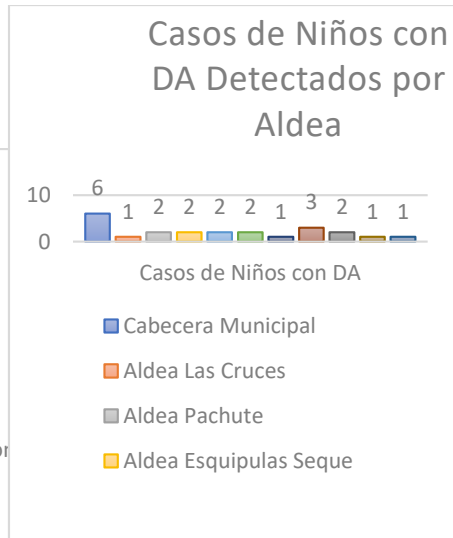 Casos de Niños con
DA Detectados por
Aldea
6 1 2 2 2 2 1 3 2 1 1
10
0
Casos de Niños con DA
Cabecera Municipal
Aldea Las Cruces
Aldea Pachute
Aldea Esquipulas Seque